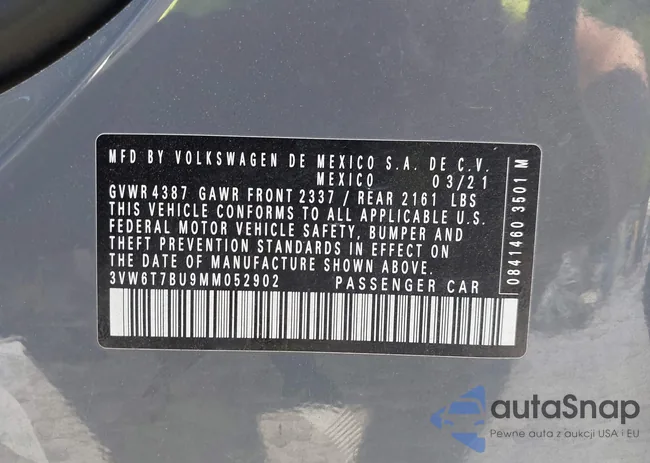 MFD BY VOLKSWAGEN DE MEXICO S.A. DE C.V.
MEXICO 03/21
GVWR 4387 GAWR FRONT 2337 / REAR 2161 LBS
THIS VEHICLE CONFORMS TO ALL APPLICABLE U.S.
FEDERAL MOTOR VEHICLE SAFETY, BUMPER AND
THEFT PREVENTION STANDARDS IN EFFECT ON
THE DATE OF MANUFACTURE SHOWN ABOVE.
3VW6T7BU9MM052902 PASSENGER CAR
0841460 3501 M
autaSnap
Pewne auta z aukcji USA i EU